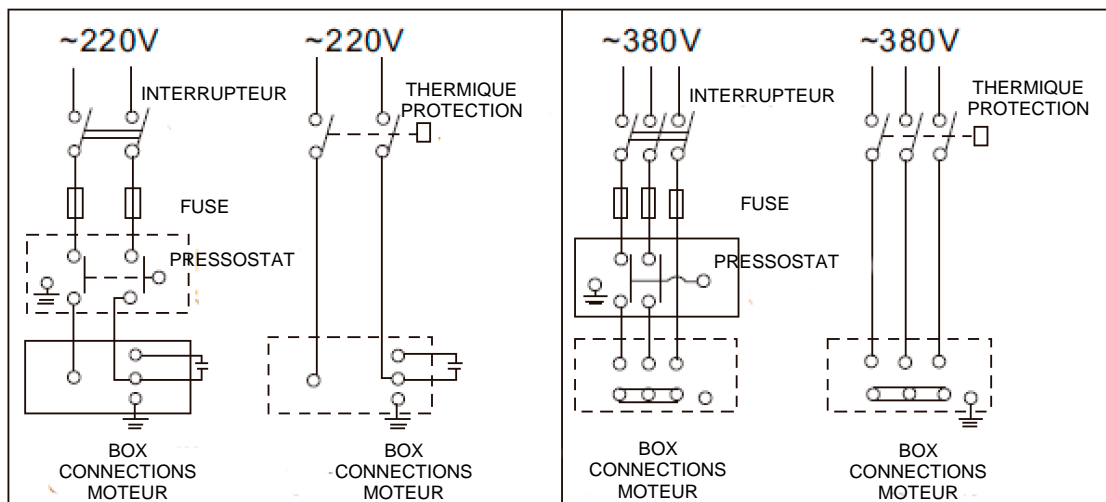 ~220V
INTERRUPTEUR
FUSE
PRESSOSTAT
BOX
CONNECTIONS
MOTEUR
~220V
THERMIQUE
PROTECTION
BOX
CONNECTIONS
MOTEUR
~380V
INTERRUPTEUR
FUSE
PRESSOSTAT
BOX
CONNECTIONS
MOTEUR
~380V
THERMIQUE
PROTECTION
BOX
CONNECTIONS
MOTEUR